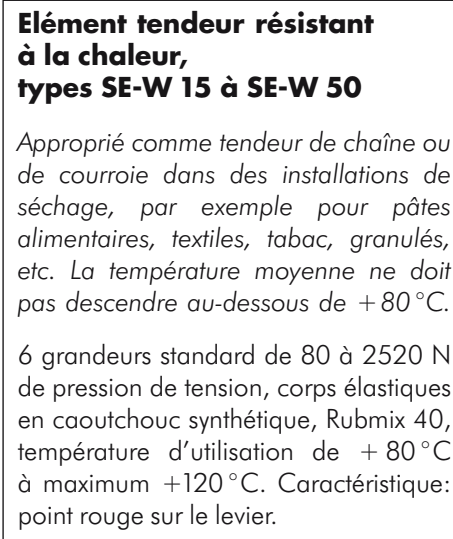 Elément tendeur résistant
à la chaleur,
types SE-W 15 à SE-W 50
Approprié comme tendeur de chaîne ou
de courroie dans des installations de
séchage, par exemple pour pâtes
alimentaires, textiles, tabac, granulés,
etc. La température moyenne ne doit
pas descendre au-dessous de +80 °C.
6 grandeurs standard de 80 à 2520 N
de pression de tension, corps élastiques
en caoutchouc synthétique, Rubmix 40,
température d'utilisation de +80 °C
à maximum +120 °C. Caractéristique:
point rouge sur le levier.